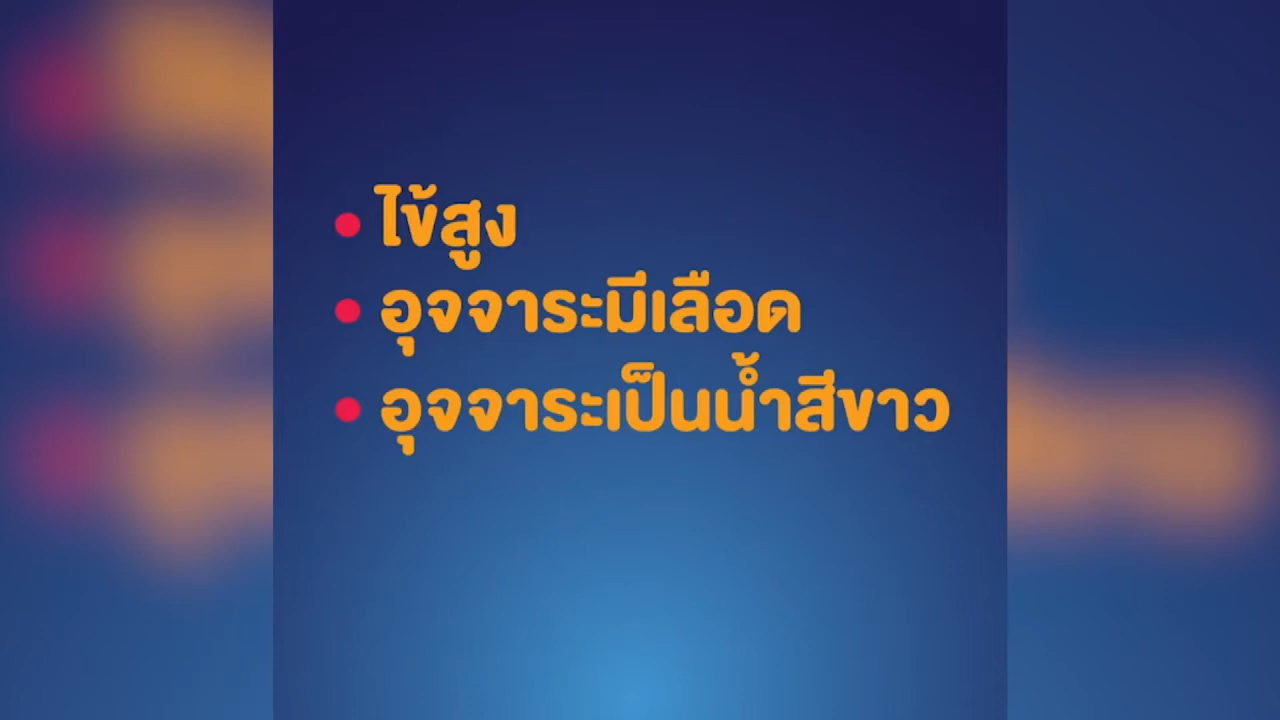 • ไข้สูง
• อุจจาระมีเลือด
• อุจจาระเป็นน้ำสีขาว